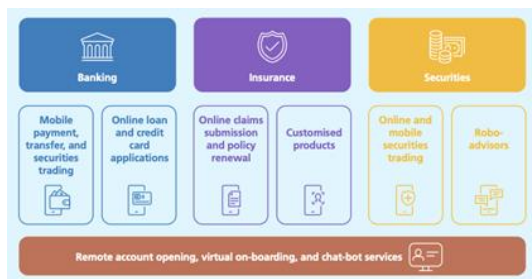 Banking
Insurance
Securities
Mobile
payment,
transfer, and
securities
trading
Online loan
and credit
card
applications
Online claims
submission
and policy
renewal
Customised
products
Online and
mobile
securities
trading
Robo-
advisors
Remote account opening, virtual on-boarding, and chat-bot services